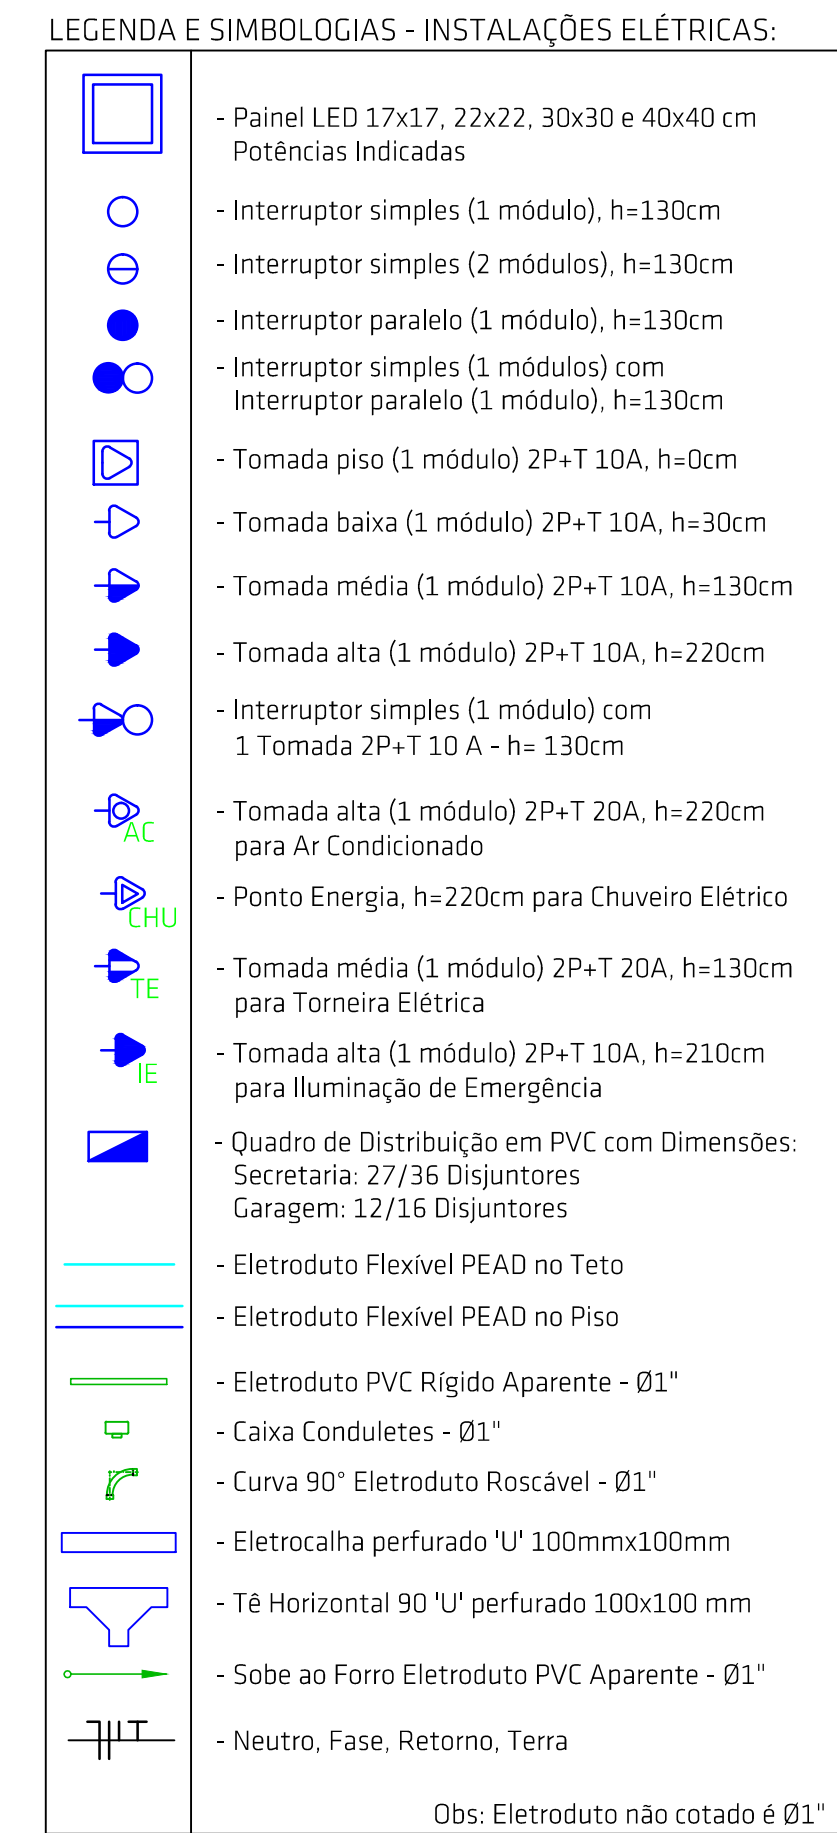 LEGENDA E SIMBOLOGIAS - INSTALAÇÕES ELÉTRICAS:
- Painel LED 17x17, 22x22, 30x30 e 40x40 cm
Potências Indicadas
- Interruptor simples (1 módulo), h=130cm
- Interruptor simples (2 módulos), h=130cm
- Interruptor paralelo (1 módulo), h=130cm
- Interruptor simples (1 módulos) com
Interruptor paralelo (1 módulo), h=130cm
- Tomada piso (1 módulo) 2P+T 10A, h=0cm
- Tomada baixa (1 módulo) 2P+T 10A, h=30cm
- Tomada média (1 módulo) 2P+T 10A, h=130cm
- Tomada alta (1 módulo) 2P+T 10A, h=220cm
- Interruptor simples (1 módulo) com
1 Tomada 2P+T 10 A - h= 130cm
AC - Tomada alta (1 módulo) 2P+T 20A, h=220cm
para Ar Condicionado
CHU - Ponto Energia, h=220cm para Chuveiro Elétrico
TE - Tomada média (1 módulo) 2P+T 20A, h=130cm
para Torneira Elétrica
IE - Tomada alta (1 módulo) 2P+T 10A, h=210cm
para Iluminação de Emergência
- Quadro de Distribuição em PVC com Dimensões:
Secretaria: 27/36 Disjuntores
Garagem: 12/16 Disjuntores
- Eletroduto Flexível PEAD no Teto
- Eletroduto Flexível PEAD no Piso
- Eletroduto PVC Rígido Aparente - Ø1"
- Caixa Conduletes - Ø1"
- Curva 90° Eletroduto Roscável - Ø1"
- Eletrocalha perfurado 'U' 100mmx100mm
- Tê Horizontal 90 'U' perfurado 100x100 mm
- Sobe ao Forro Eletroduto PVC Aparente - Ø1"
- Neutro, Fase, Retorno, Terra
Obs: Eletroduto não cotado é Ø1"